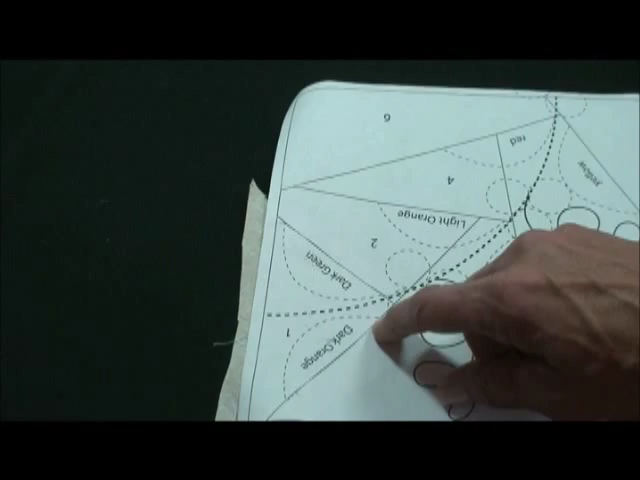 6
red
yellow
4
Light Orange
2
Dark Green
1
Dark Orange